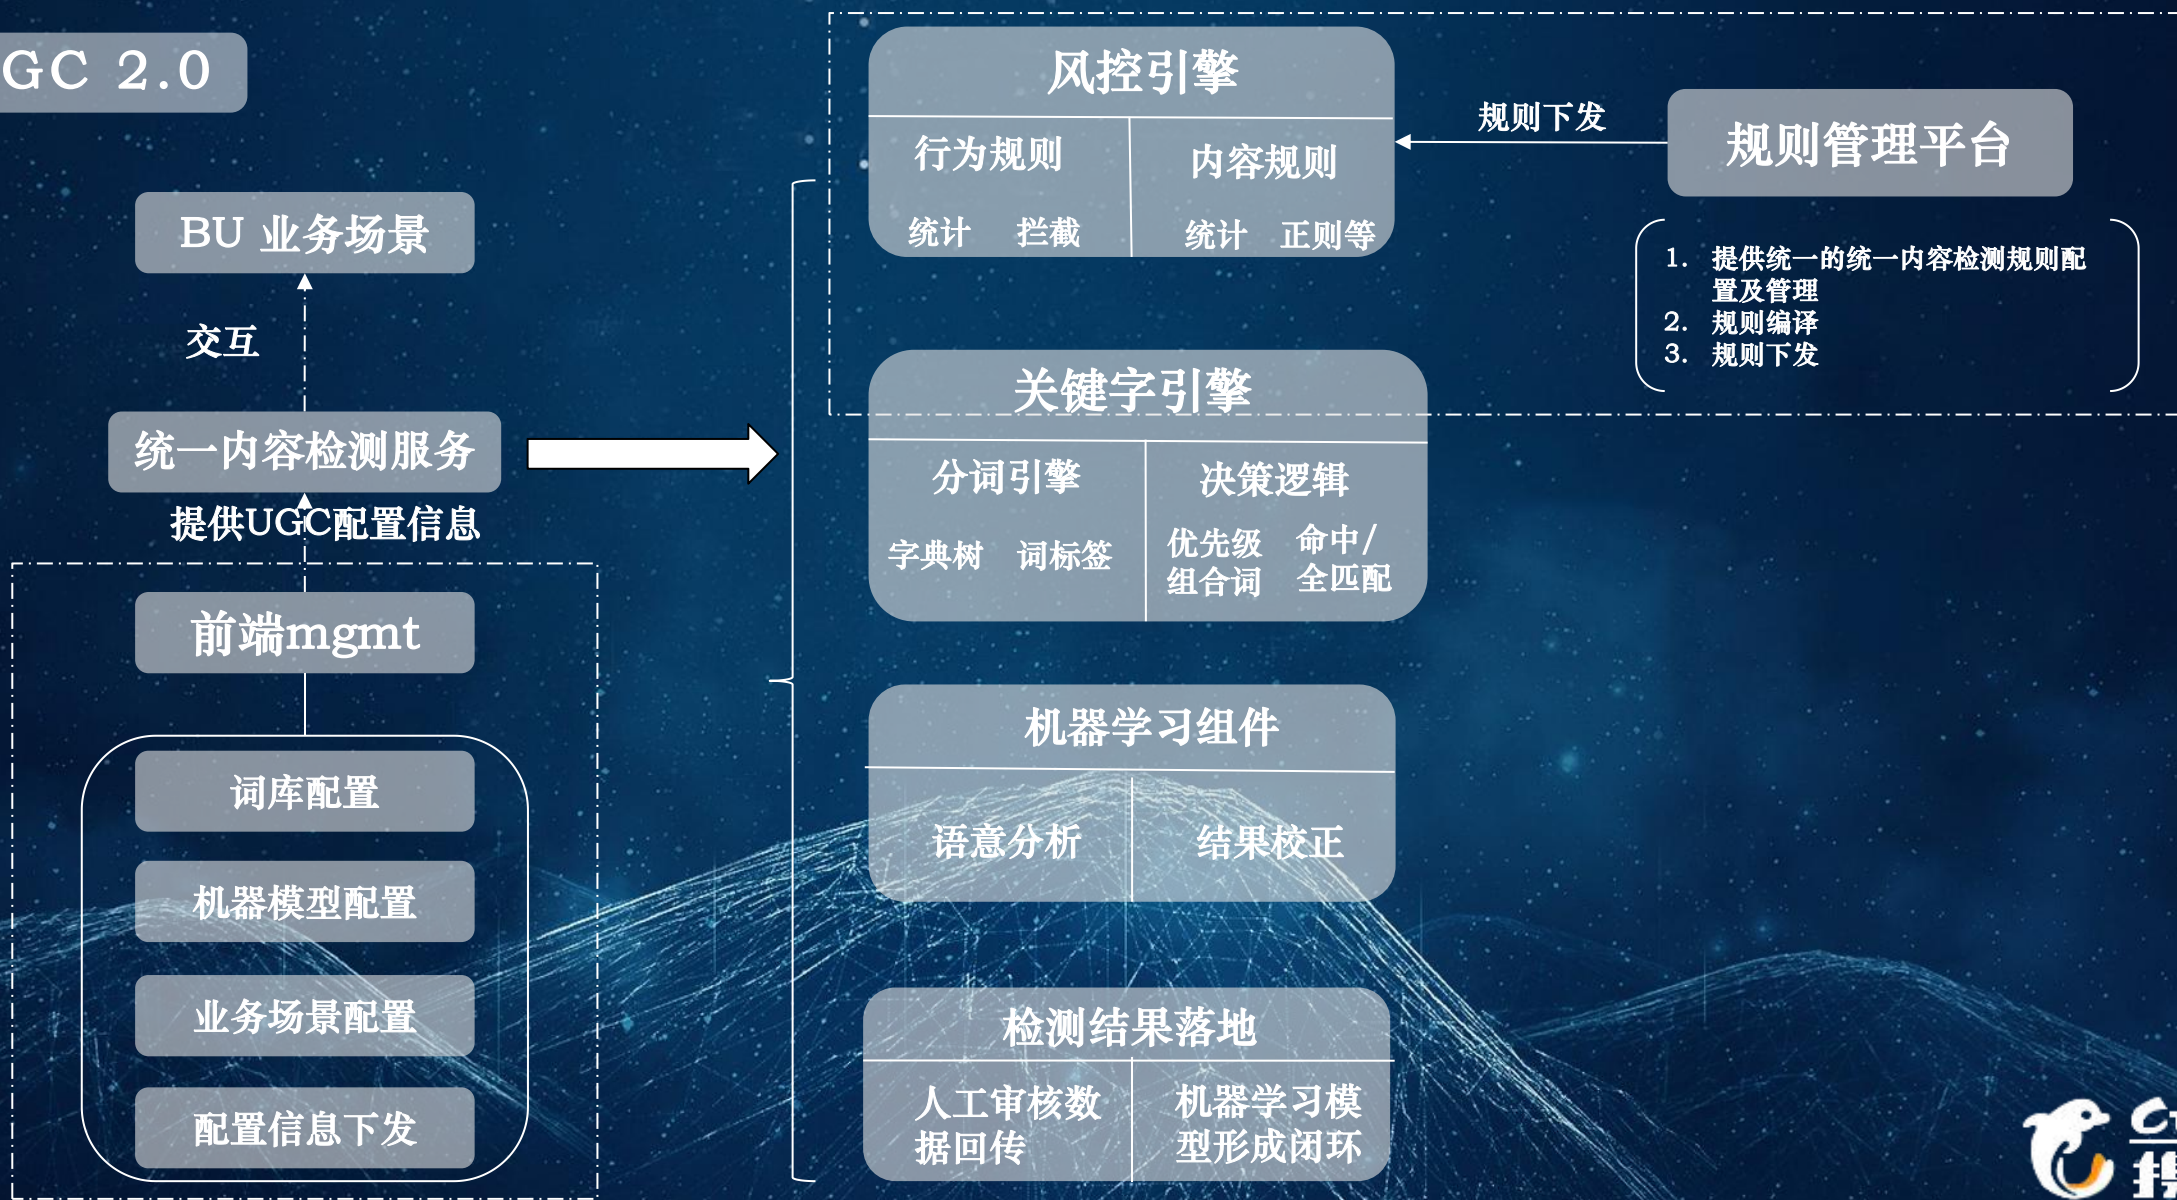 GC 2.0
BU 业务场景
交互
统一内容检测服务
提供UGC配置信息
前端mgmt
词库配置
机器模型配置
业务场景配置
配置信息下发
风控引擎
行为规则
内容规则
统计 拦截
统计 正则等
规则下发
规则管理平台
1. 提供统一的统一内容检测规则配
置及管理
2. 规则编译
3. 规则下发
关键字引擎
分词引擎
决策逻辑
字典树 词标签
优先级
组合词
命中/
全匹配
机器学习组件
语意分析
结果校正
检测结果落地
人工审核数
据回传
机器学习模
型形成闭环